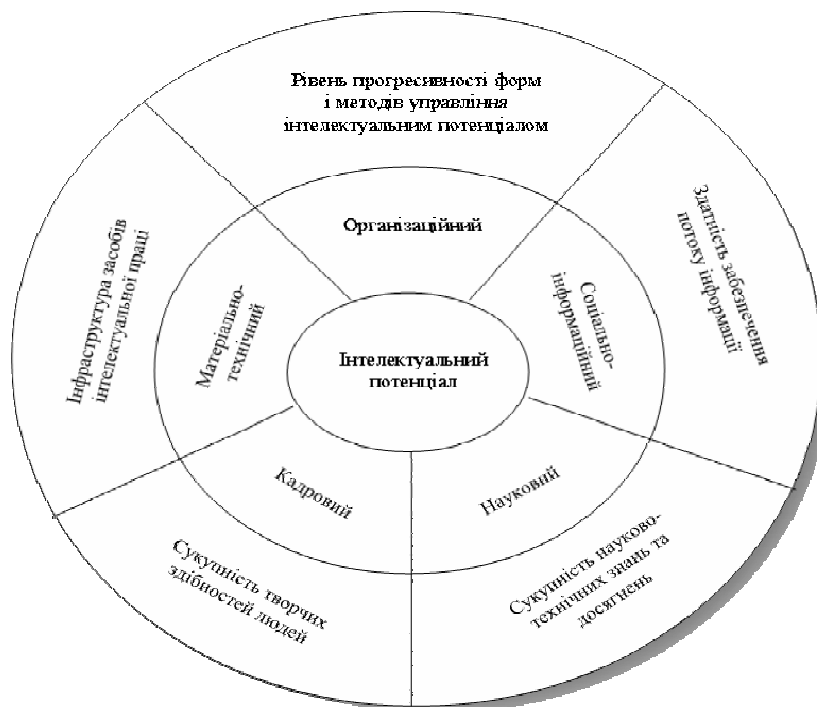 Рівень прогресивності форм
і методів управління
інтелектуальним потенціалом
Організаційний
Інфраструктура засобів
інтелектуальної праці
Матеріально-
технічний
Соціально-
інформаційний
Здатність забезпечення
потоку інформації
Інтелектуальний
потенціал
Кадровий
Науковий
Сукупність творчих
здібностей людей
Сукупність науково-
технічних знань та
досягнень